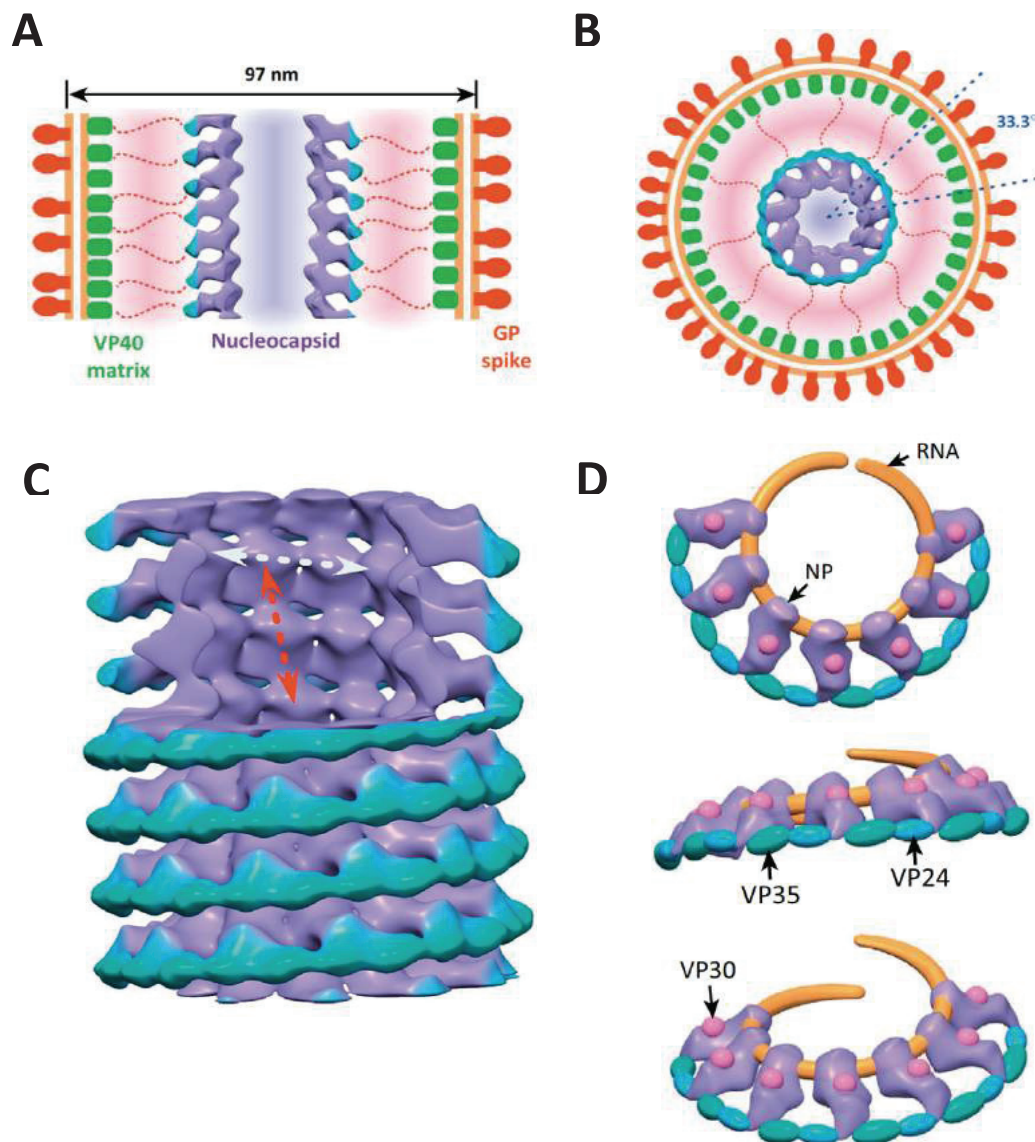 A
97 nm
VP40
matrix
Nucleocapsid
GP
spike
B
33.3°
C
D
RNA
NP
VP35
VP24
VP30